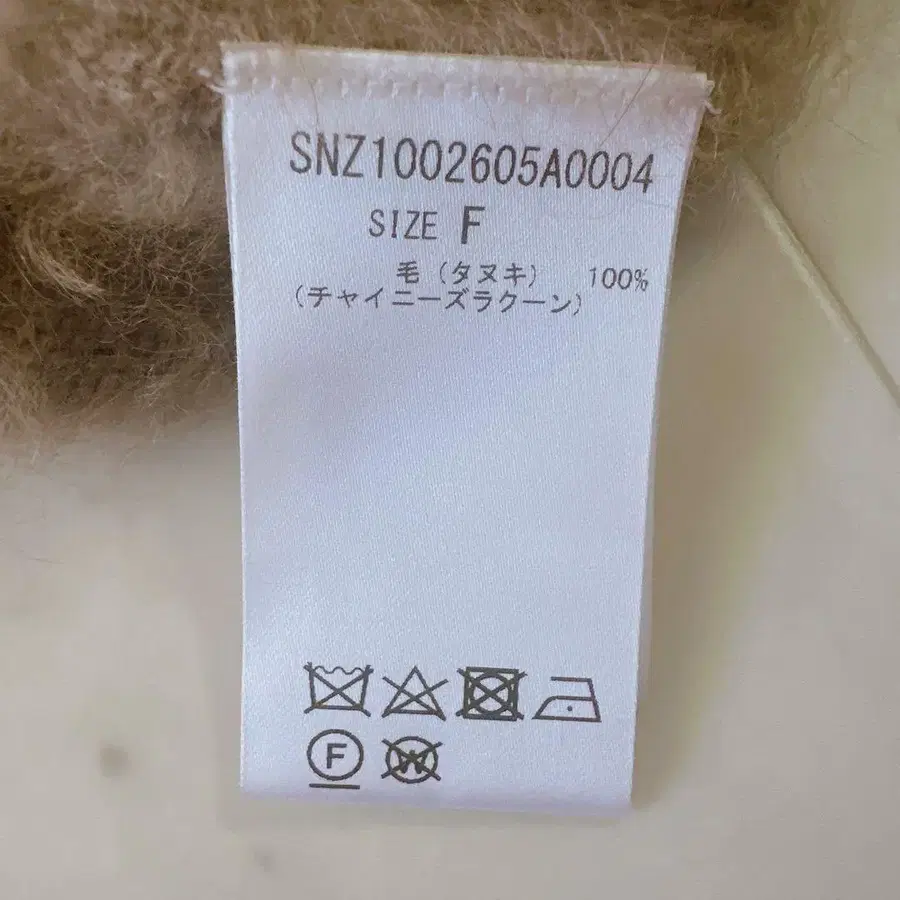 SNZ1002605A0004
SIZE F
毛（タヌキ） 100%
（チャイニーズラクーン）
F
W